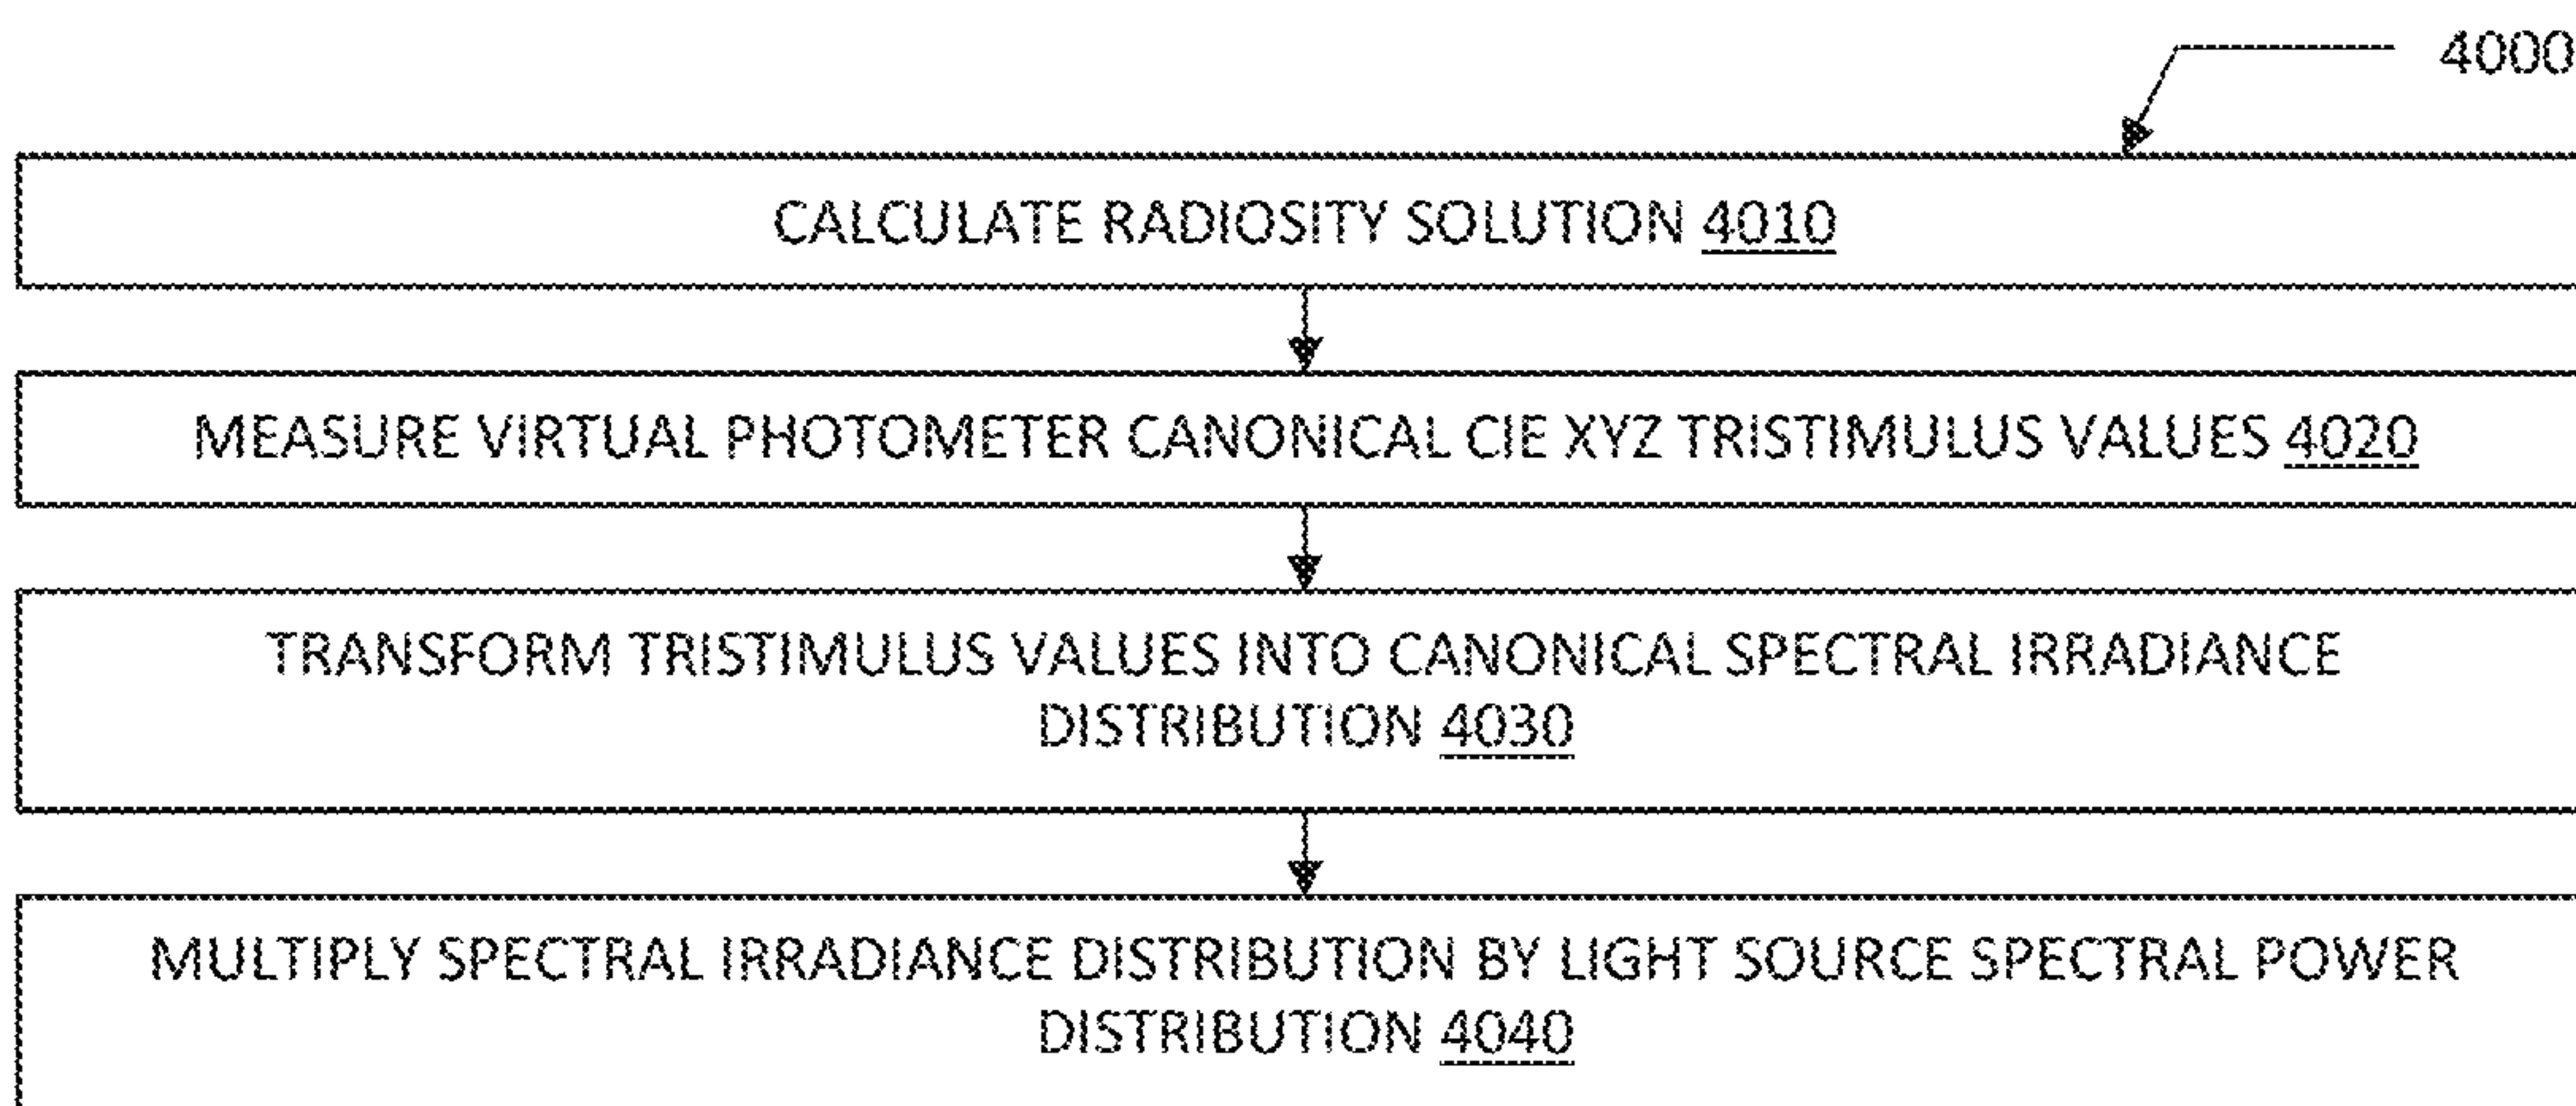 4000
CALCULATE RADIOSITY SOLUTION 4010
MEASURE VIRTUAL PHOTOMETER CANONICAL CIE XYZ TRISTIMULUS VALUES 4020
TRANSFORM TRISTIMULUS VALUES INTO CANONICAL SPECTRAL IRRADIANCE
DISTRIBUTION 4030
MULTIPLY SPECTRAL IRRADIANCE DISTRIBUTION BY LIGHT SOURCE SPECTRAL POWER
DISTRIBUTION 4040